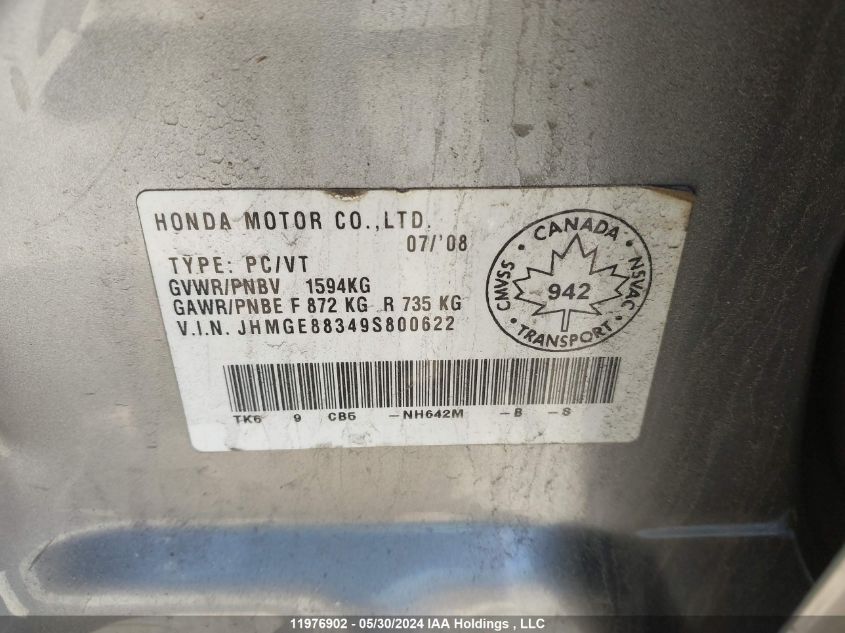 HONDA MOTOR CO.,LTD.
07/'08
TYPE: PC/VT
GVWR/PNBV 1594KG
GAWR/PNBE F 872 KG R 735 KG
V.I.N. JHMGE88349S800622
CANADA
CMVSS
NSVAC
942
TRANSPORT
TK6 9 CB5 -NH642M -B -S
11976902 - 05/30/2024 IAA Holdings , LLC